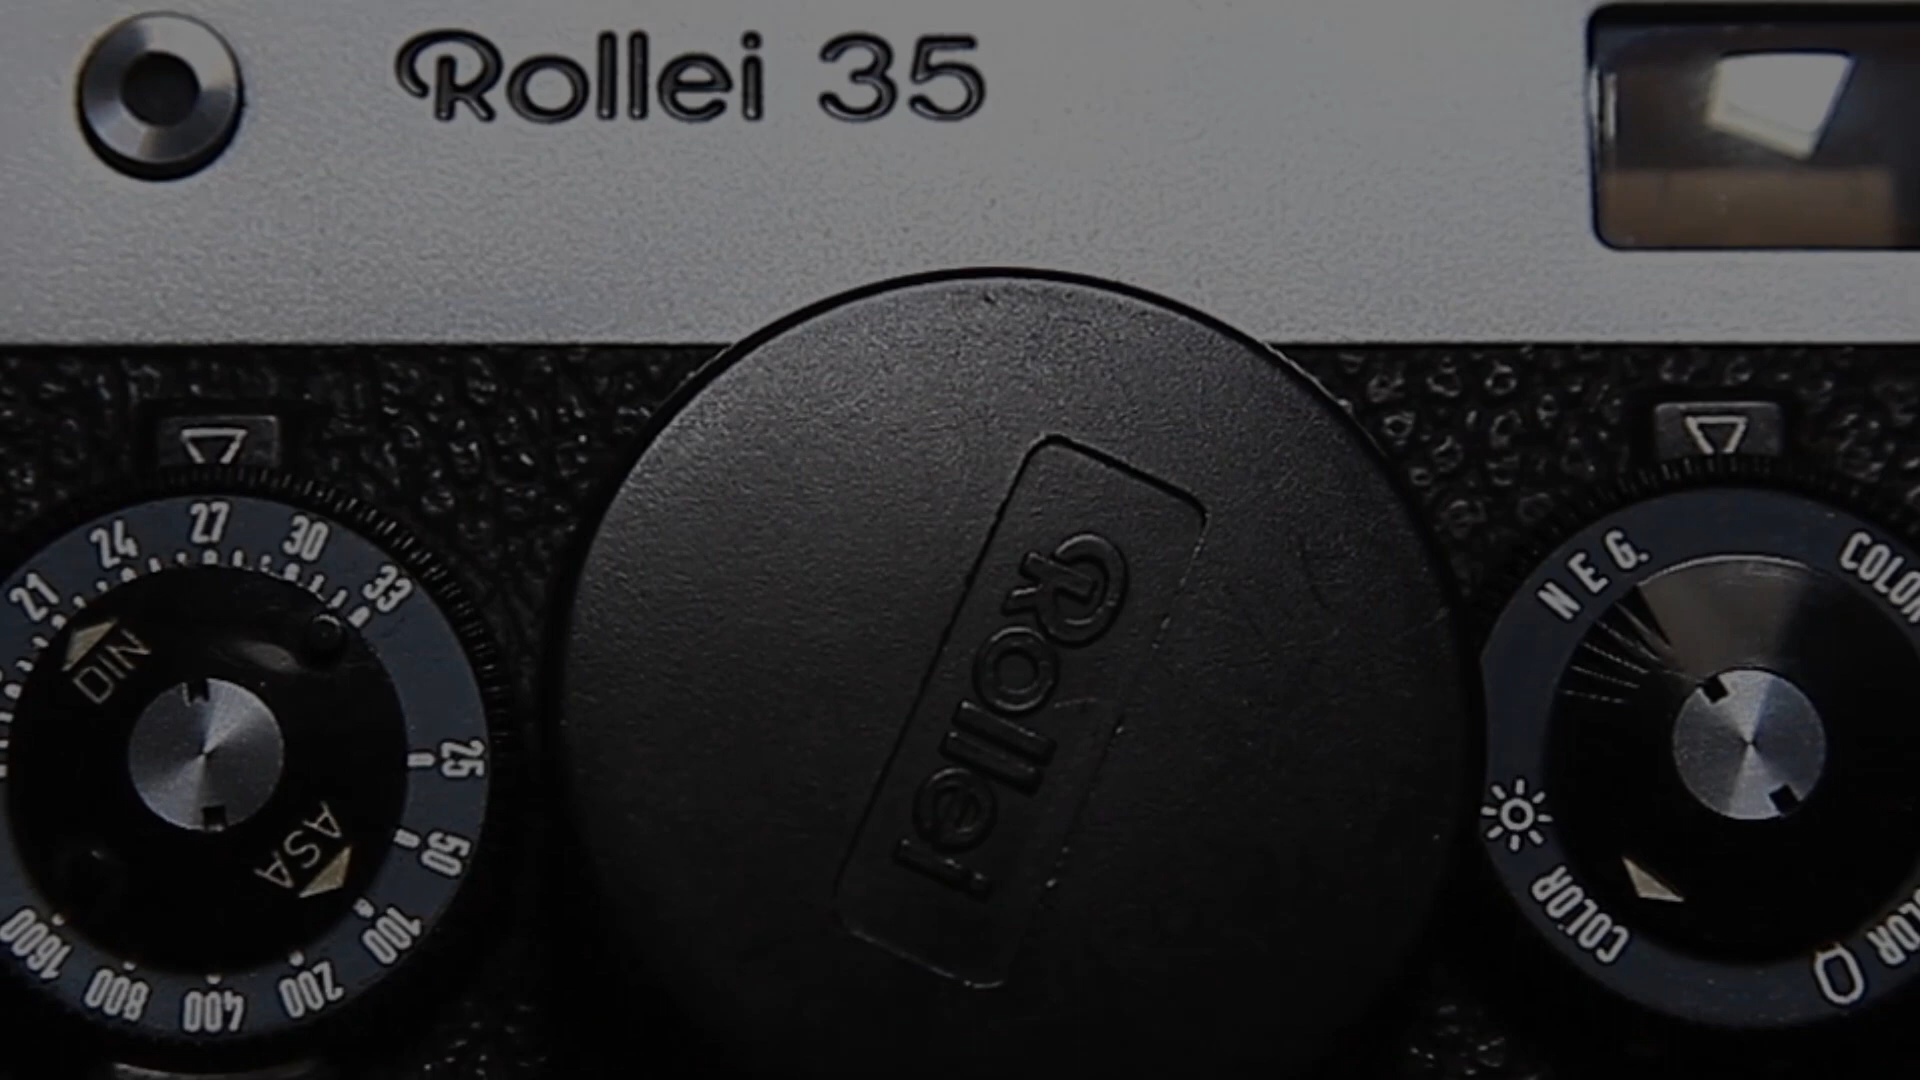 Rollei 35
21 24 27 30 33
DIN
ASA
25
50
100
200
400
800
1600
Rollei
NEG.
COLOR
COLOR